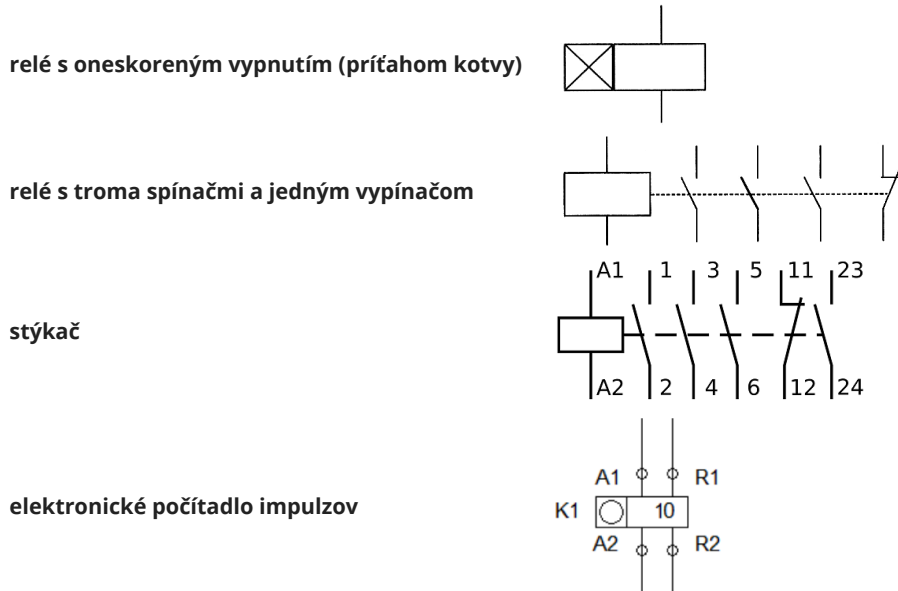 relé s oneskoreným vypnutím (príťahom kotvy)
relé s troma spínačmi a jedným vypínačom
A1 1 3 5 11 23
stýkač
A2 2 4 6 12 24
A1 R1
elektronické počítadlo impulzov
K1 10
A2 R2